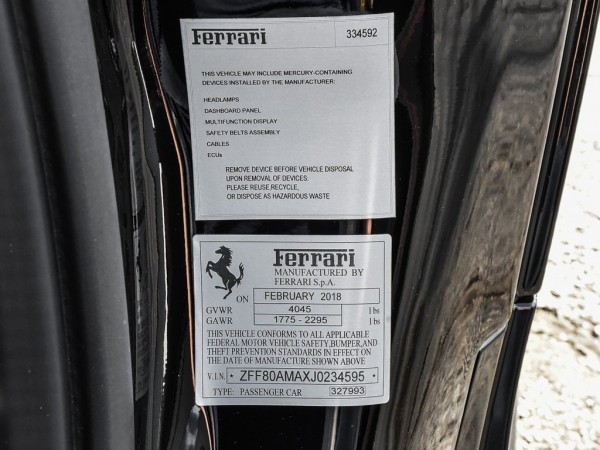 Ferrari 334592
THIS VEHICLE MAY INCLUDE MERCURY-CONTAINING
DEVICES INSTALLED BY THE MANUFACTURER:
HEADLAMPS
DASHBOARD PANEL
MULTIFUNCTION DISPLAY
SAFETY BELTS ASSEMBLY
CABLES
ECUs
REMOVE DEVICE BEFORE VEHICLE DISPOSAL
UPON REMOVAL OF DEVICES.
PLEASE REUSE,RECYCLE,
OR DISPOSE AS HAZARDOUS WASTE
Ferrari
MANUFACTURED BY
FERRARI S.p.A.
ON FEBRUARY 2018
GVWR 4045 lbs
GAWR 1775 - 2295 lbs
THIS VEHICLE CONFORMS TO ALL APPLICABLE
FEDERAL MOTOR VEHICLE SAFETY,BUMPER,AND
THEFT PREVENTION STANDARDS IN EFFECT ON
THE DATE OF MANUFACTURE SHOWN ABOVE
V.I.N. * ZFF80AMAXJ0234595 *
TYPE: PASSENGER CAR 327993